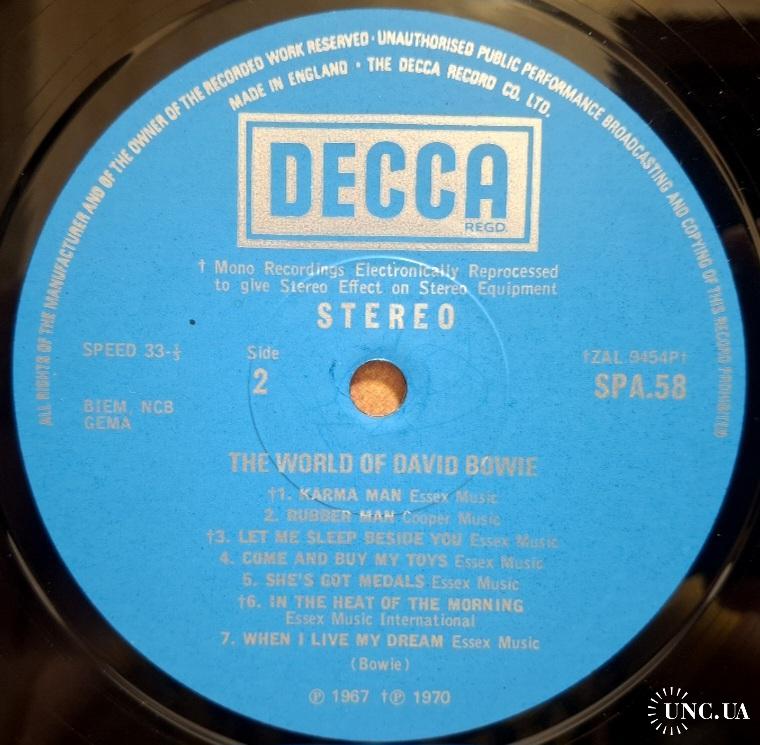 ALL RIGHTS OF THE MANUFACTURER AND OF THE OWNER OF THE RECORDED WORK RESERVED · UNAUTHORISED PUBLIC PERFORMANCE BROADCASTING AND COPYING OF THIS RECORD PROHIBITED
MADE IN ENGLAND · THE DECCA RECORD CO. LTD.
DECCA
REGD.
† Mono Recordings Electronically Reprocessed
to give Stereo Effect on Stereo Equipment
STEREO
SPEED 33-⅓
Side
2
†ZAL.9454P†
SPA.58
BIEM, NCB
GEMA
THE WORLD OF DAVID BOWIE
†1. KARMA MAN Essex Music
2. RUBBER MAN Cooper Music
†3. LET ME SLEEP BESIDE YOU Essex Music
4. COME AND BUY MY TOYS Essex Music
5. SHE'S GOT MEDALS Essex Music
†6. IN THE HEAT OF THE MORNING
Essex Music International
7. WHEN I LIVE MY DREAM Essex Music
(Bowie)
℗ 1967 †℗ 1970
UNC.UA